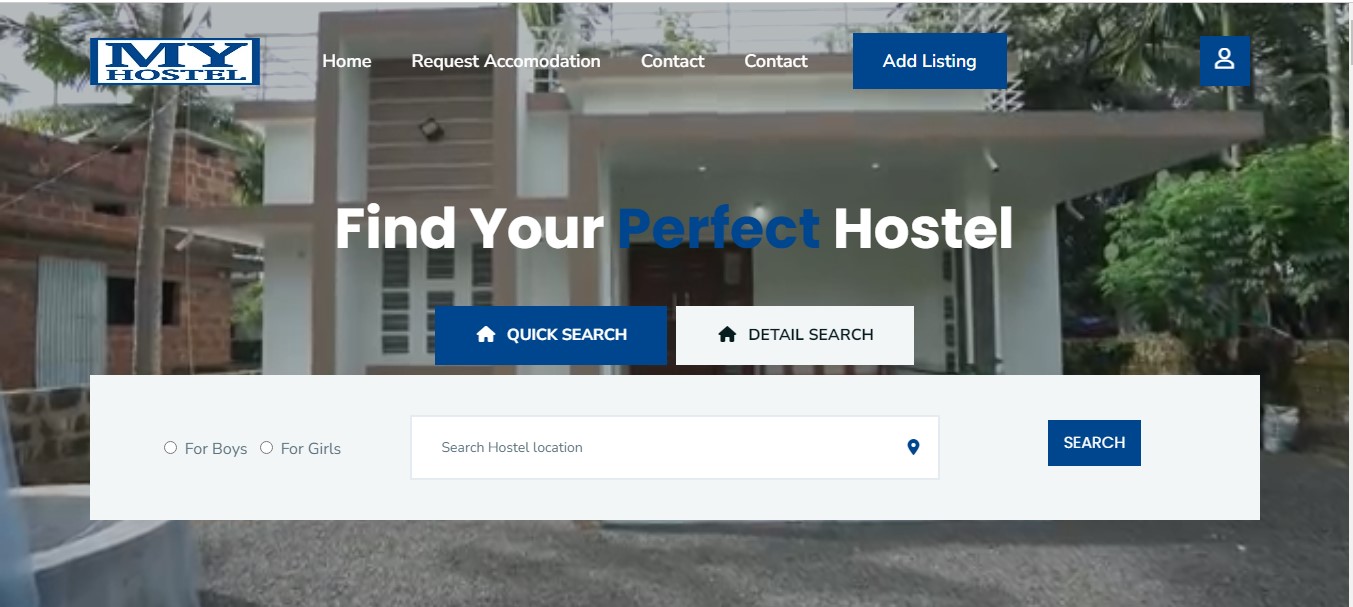 MY
HOSTEL
Home Request Accomodation Contact Contact Add Listing
Find Your Perfect Hostel
QUICK SEARCH DETAIL SEARCH
For Boys For Girls Search Hostel location SEARCH